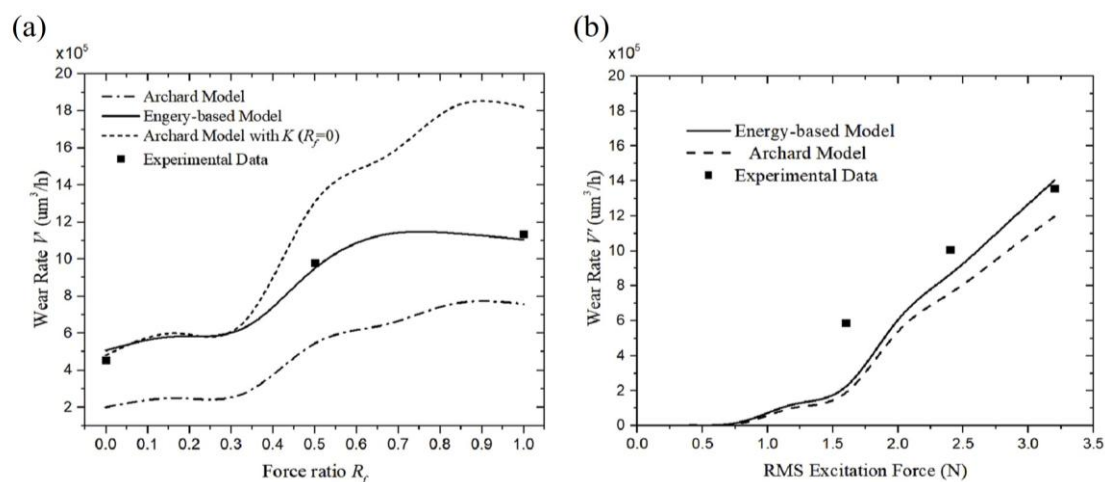 (a)
x10⁵
20
18
16
14
12
10
8
6
4
2
Wear Rate V' (um³/h)
Archard Model
Engery-based Model
Archard Model with K (R_f=0)
Experimental Data
0.0 0.1 0.2 0.3 0.4 0.5 0.6 0.7 0.8 0.9 1.0
Force ratio R_f
(b)
x10⁵
20
18
16
14
12
10
8
6
4
2
0
Wear Rate V' (um³/h)
Energy-based Model
Archard Model
Experimental Data
0.0 0.5 1.0 1.5 2.0 2.5 3.0 3.5
RMS Excitation Force (N)